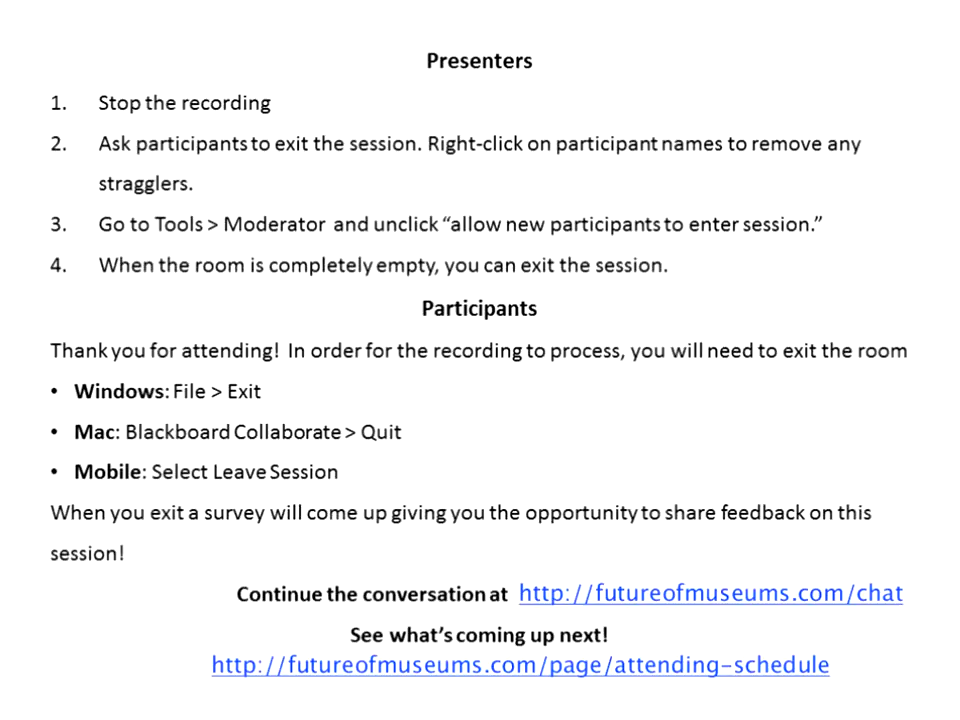 Presenters
1. Stop the recording
2. Ask participants to exit the session. Right-click on participant names to remove any
stragglers.
3. Go to Tools > Moderator and unclick “allow new participants to enter session.”
4. When the room is completely empty, you can exit the session.
Participants
Thank you for attending! In order for the recording to process, you will need to exit the room
• Windows: File > Exit
• Mac: Blackboard Collaborate > Quit
• Mobile: Select Leave Session
When you exit a survey will come up giving you the opportunity to share feedback on this
session!
Continue the conversation at http://futureofmuseums.com/chat
See what’s coming up next!
http://futureofmuseums.com/page/attending-schedule